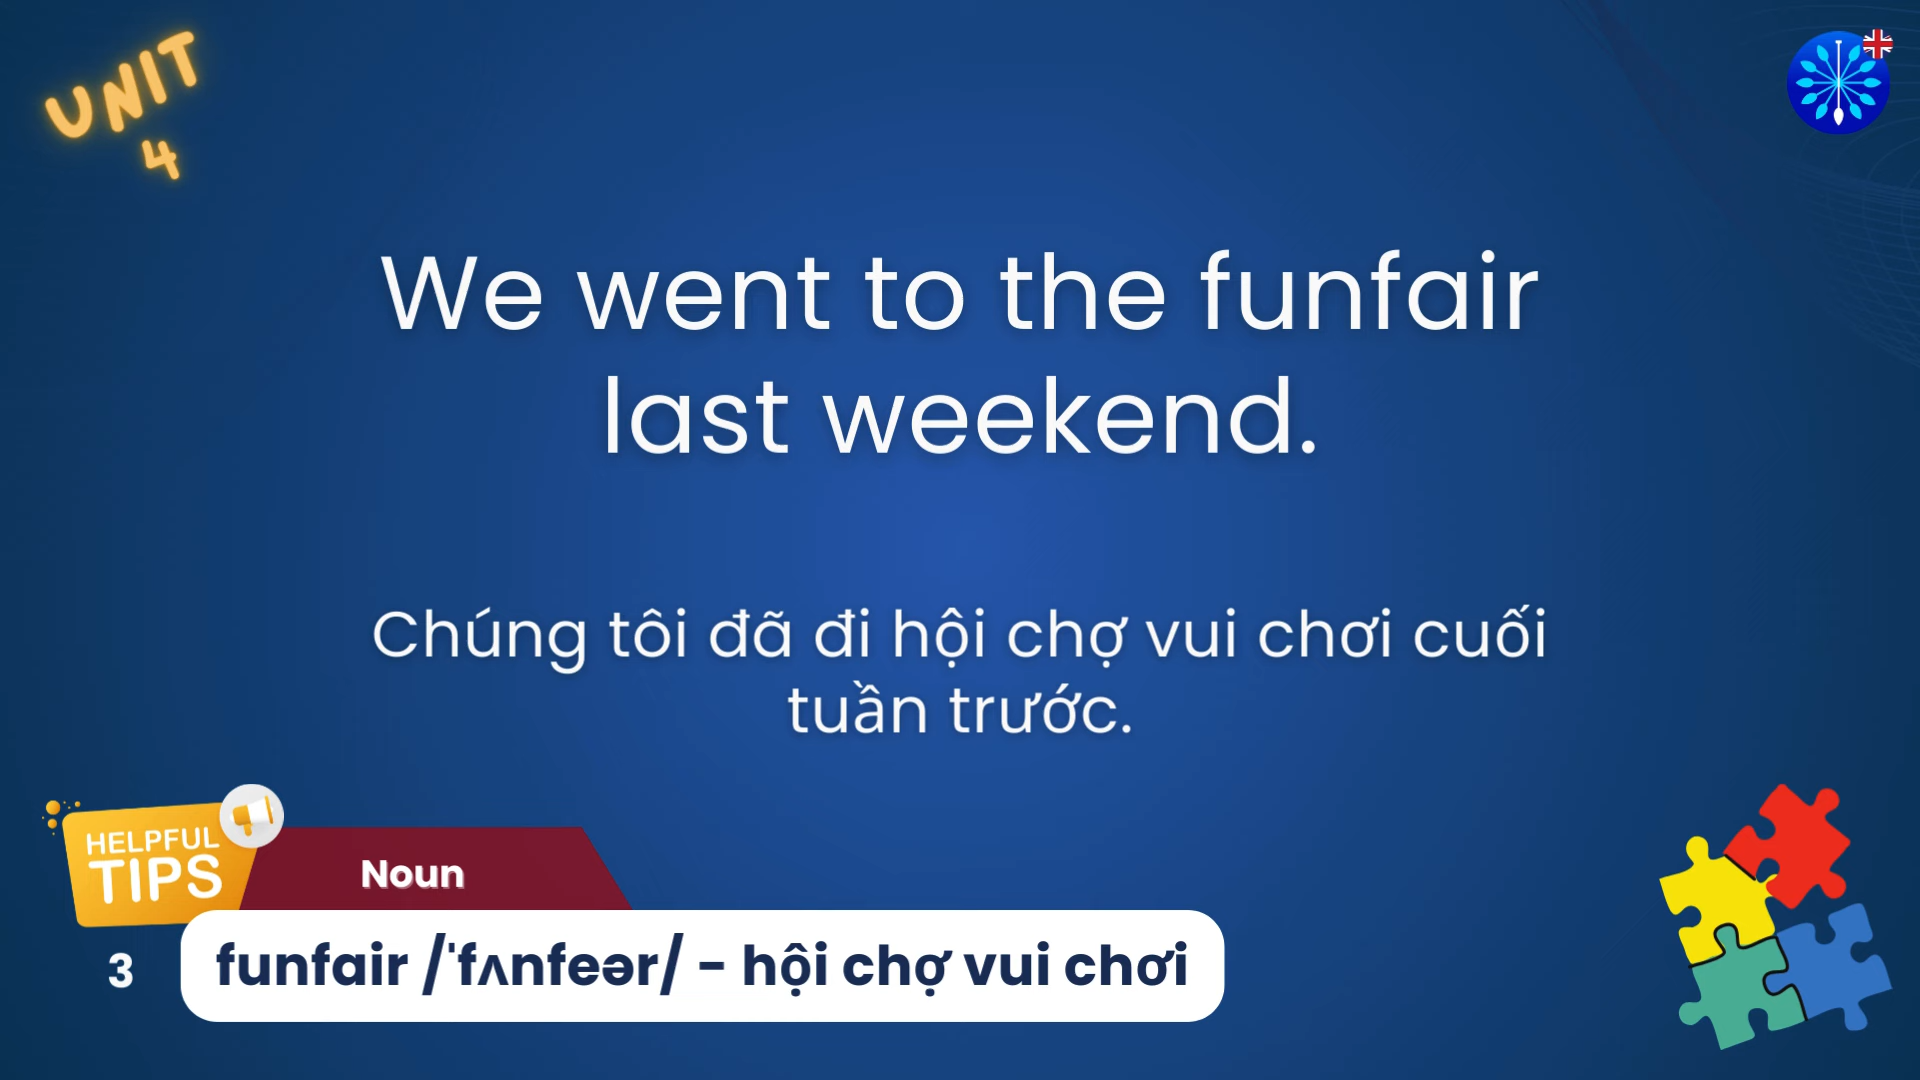 UNIT
4
We went to the funfair
last weekend.
Chúng tôi đã đi hội chợ vui chơi cuối
tuần trước.
HELPFUL
TIPS
Noun
3
funfair /ˈfʌnfeər/ - hội chợ vui chơi